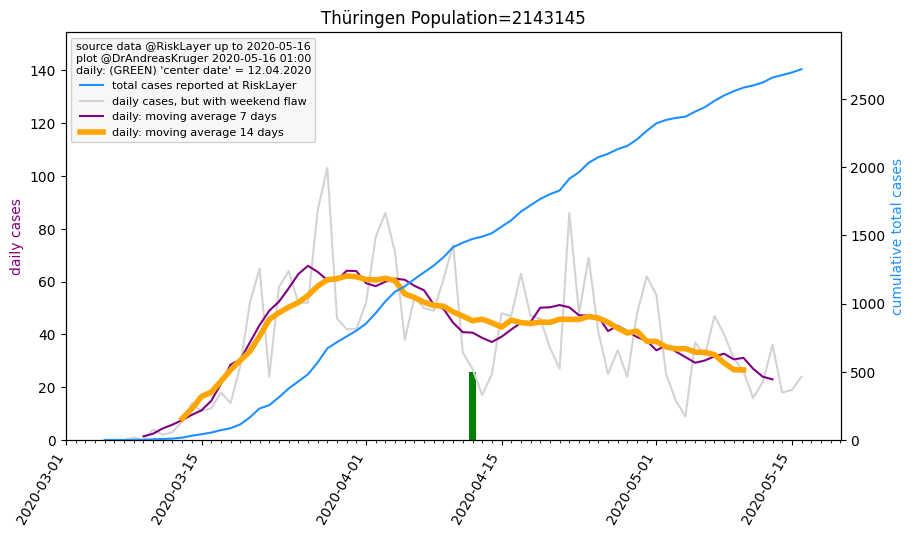 Thüringen Population=2143145
source data @RiskLayer up to 2020-05-16
plot @DrAndreasKruger 2020-05-16 01:00
daily: (GREEN) 'center date' = 12.04.2020
total cases reported at RiskLayer
daily cases, but with weekend flaw
daily: moving average 7 days
daily: moving average 14 days
daily cases
140
120
100
80
60
40
20
0
cumulative total cases
2500
2000
1500
1000
500
0
2020-03-01
2020-03-15
2020-04-01
2020-04-15
2020-05-01
2020-05-15